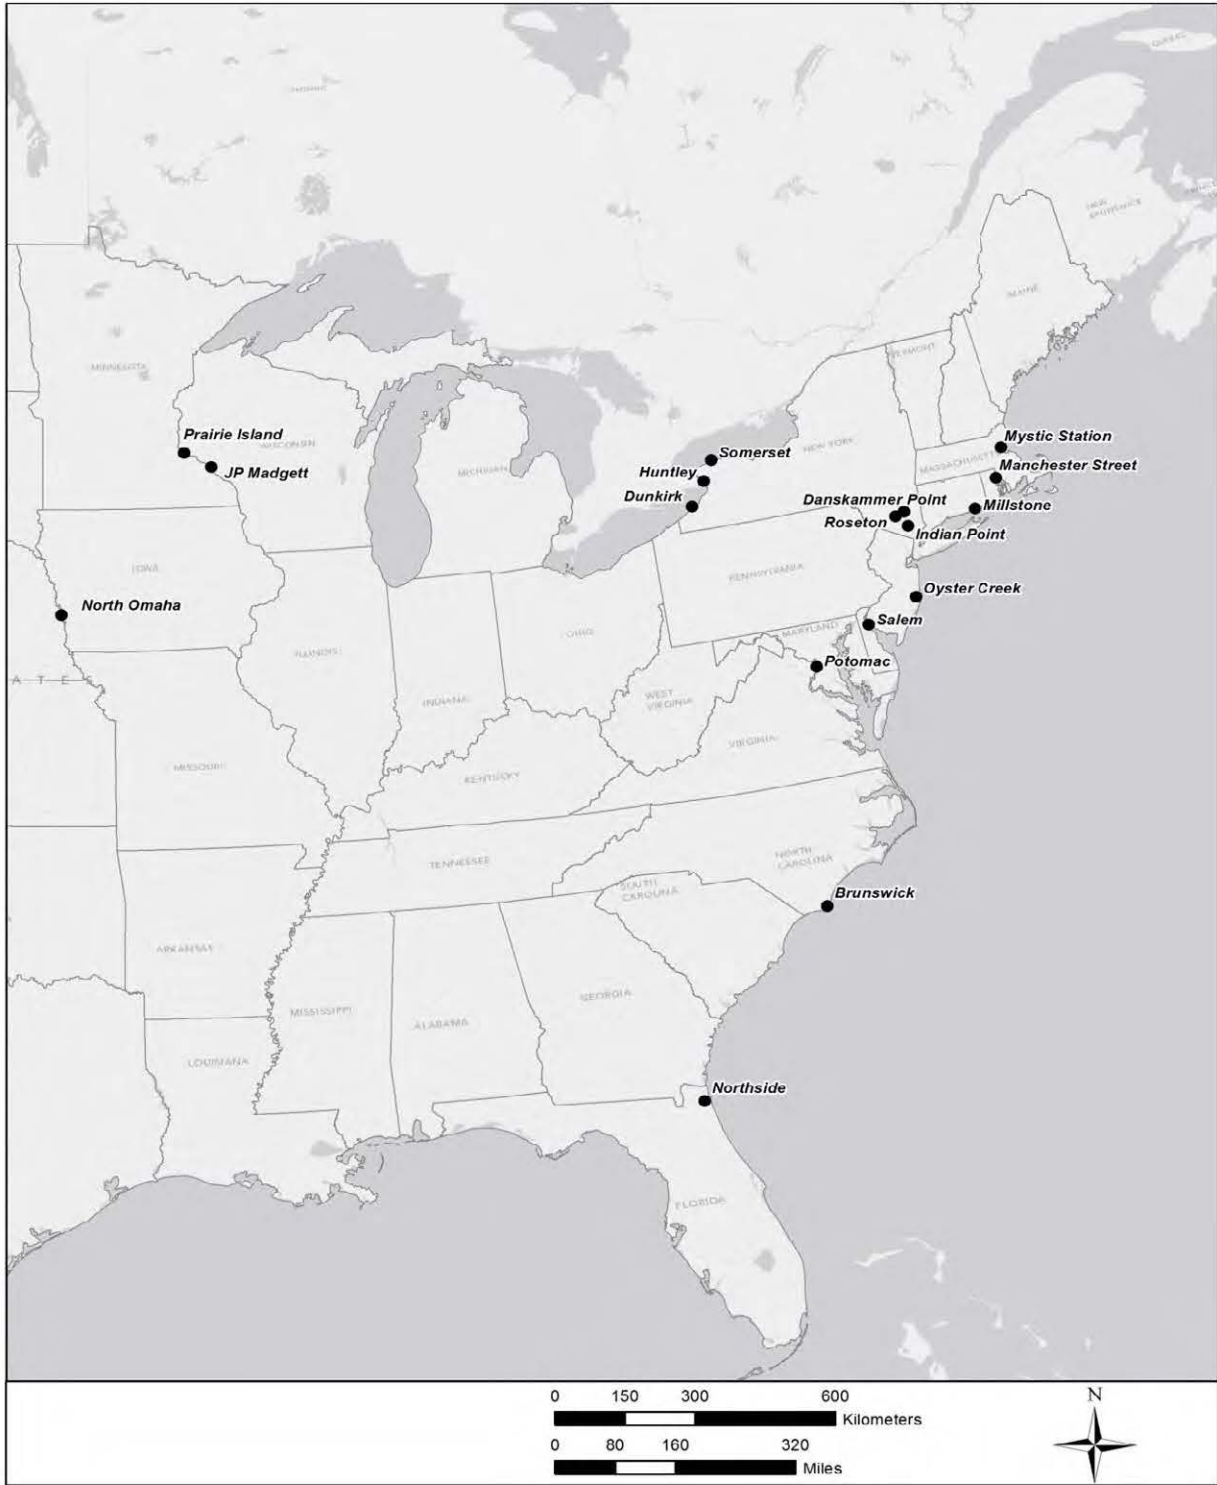 QUEBEC
NEW
BRUNSWICK
MAINE
MINNESOTA
VERMONT
Prairie Island
WISCONSIN
JP Madgett
MICHIGAN
Somerset
Huntley
Dunkirk
NEW YORK
Mystic Station
MASSACHUSETTS
Manchester Street
Danskammer Point
Millstone
Roseton
Indian Point
IOWA
PENNSYLVANIA
North Omaha
Oyster Creek
OHIO
MARYLAND
Salem
ILLINOIS
Potomac
A T E
INDIANA
WEST
VIRGINIA
VIRGINIA
MISSOURI
KENTUCKY
TENNESSEE
NORTH
CAROLINA
SOUTH
CAROLINA
Brunswick
ARKANSAS
GEORGIA
MISSISSIPPI
ALABAMA
LOUISIANA
Northside
FLORIDA
0 150 300 600
Kilometers
0 80 160 320
Miles
N